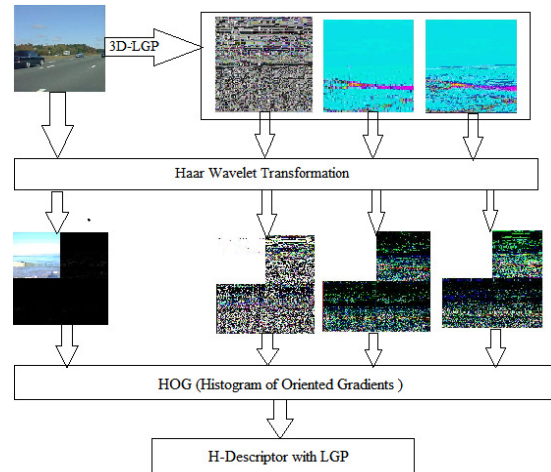 3D-LGP
Haar Wavelet Transformation
HOG (Histogram of Oriented Gradients )
H-Descriptor with LGP